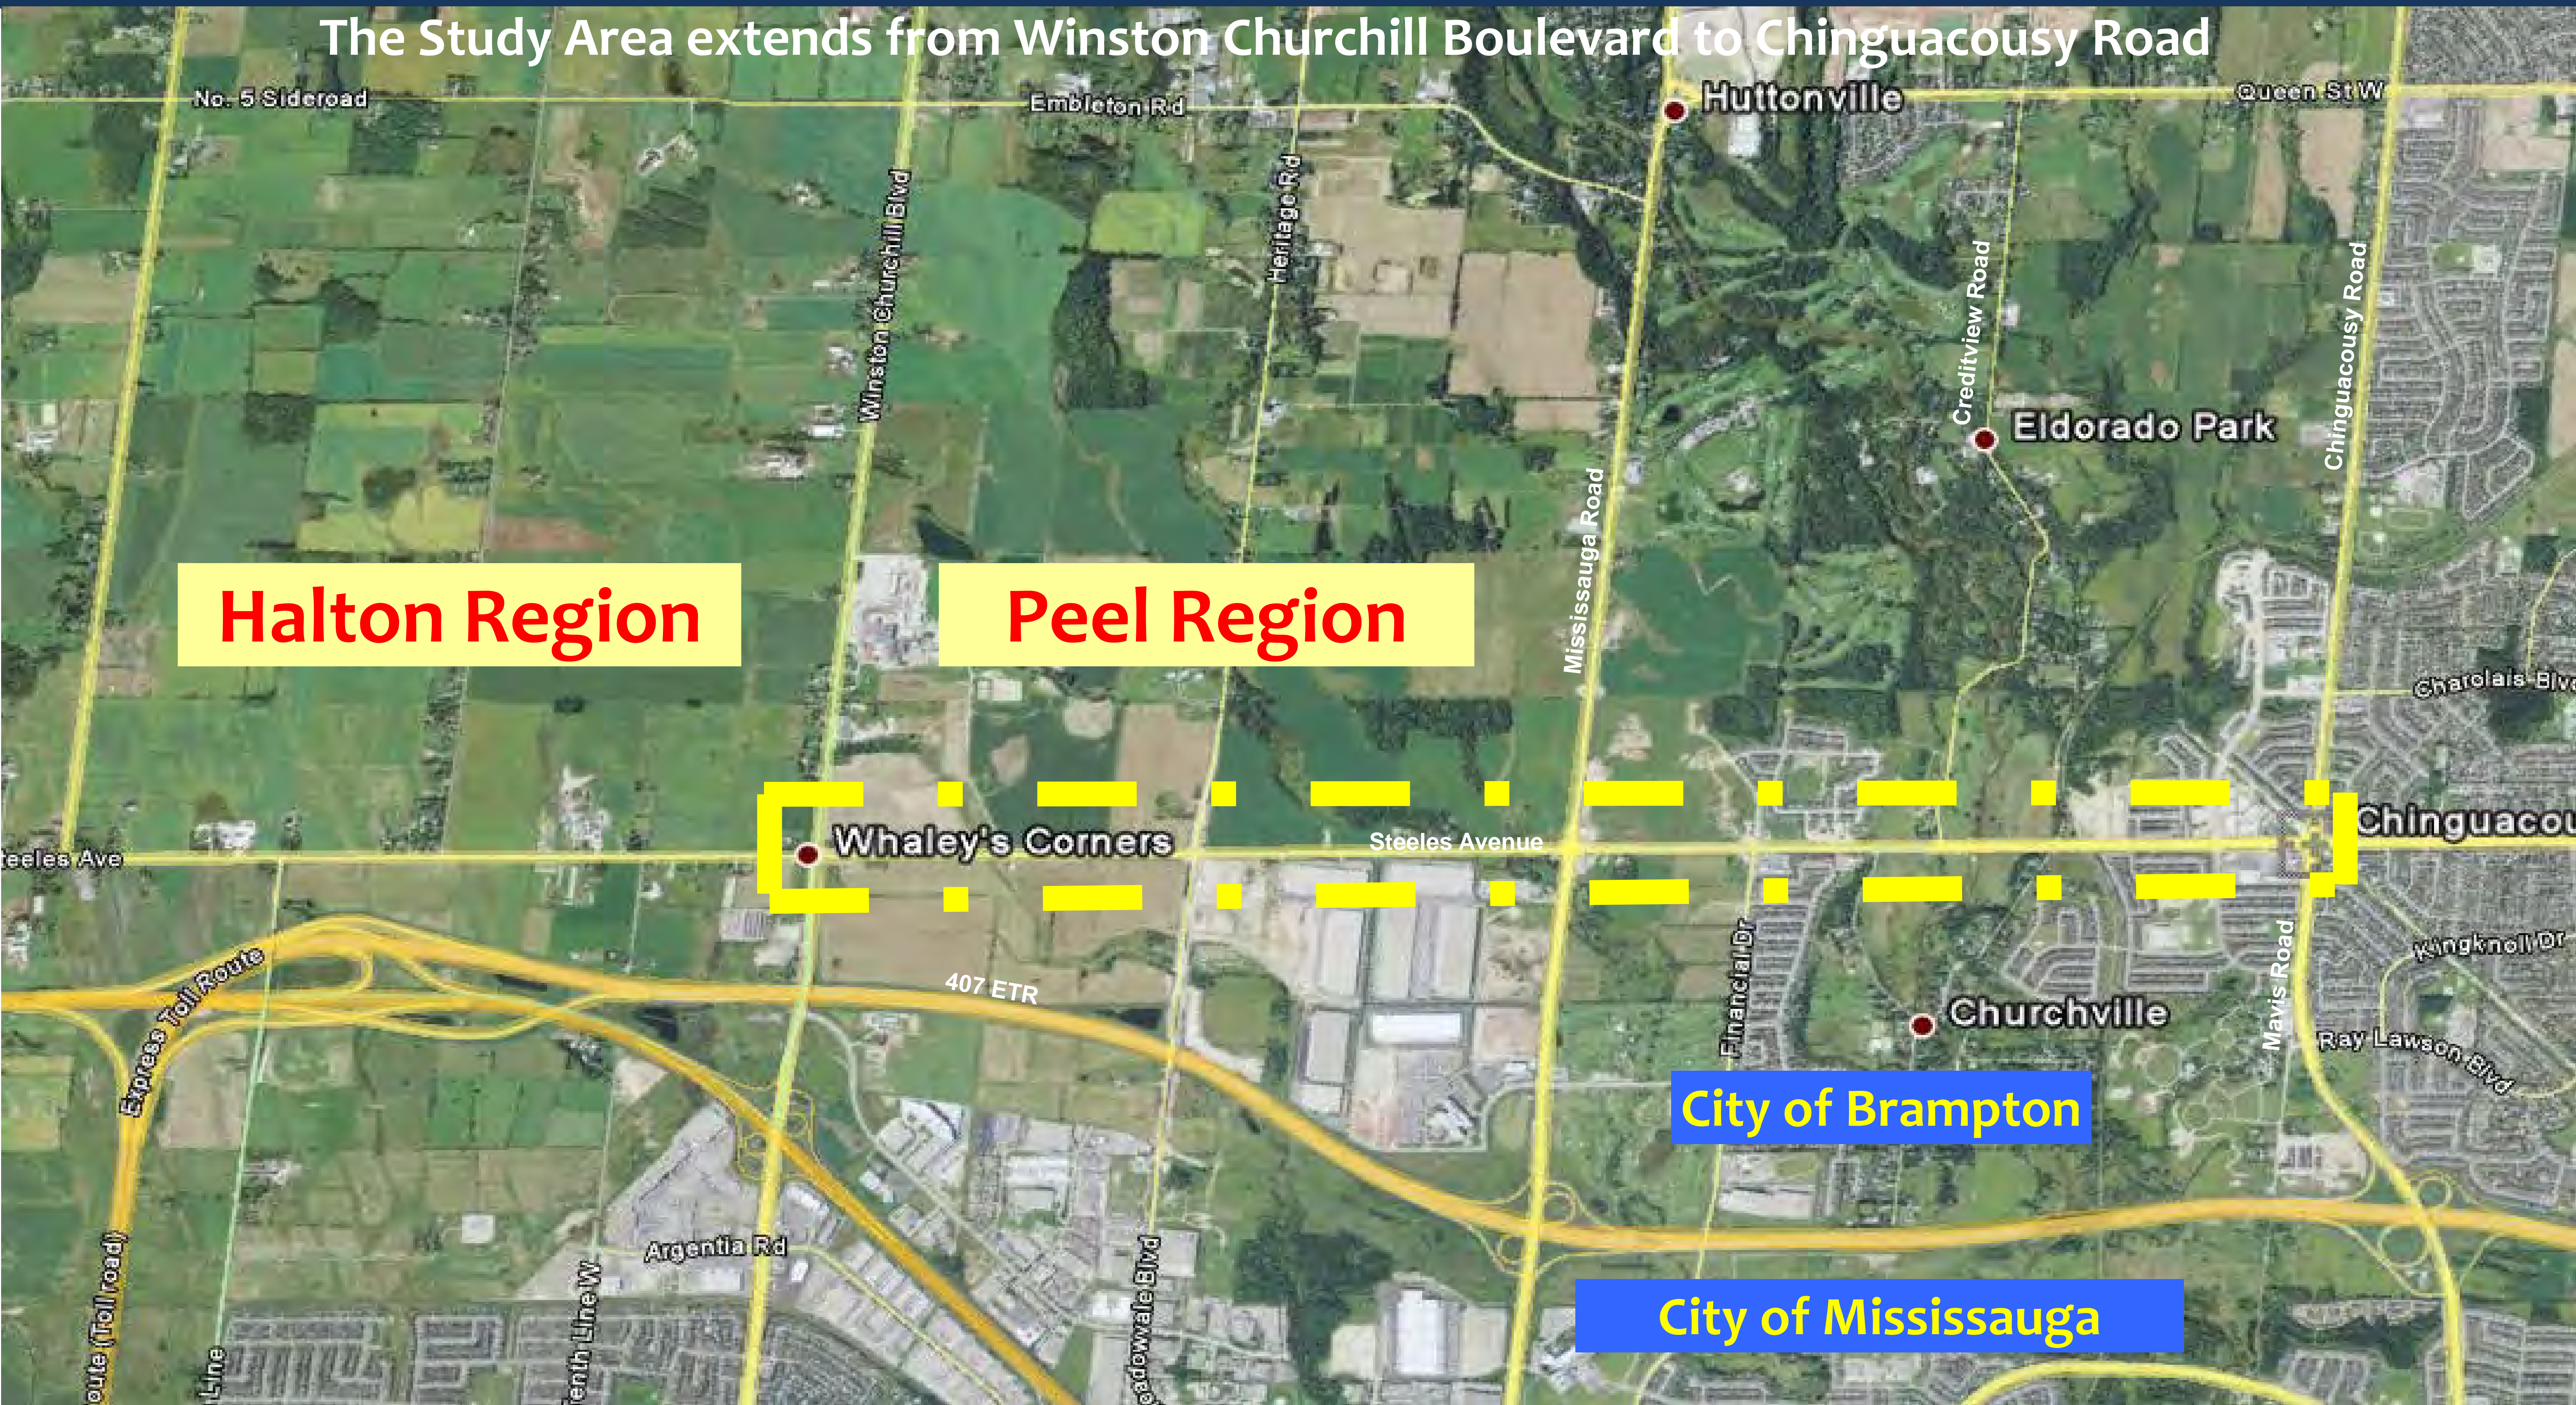 The Study Area extends from Winston Churchill Boulevard to Chinguacousy Road
No. 5 Sideroad
Embleton Rd
Huttonville
Queen St W
Winston Churchill Blvd
Heritage Rd
Creditview Road
Chinguacousy Road
Eldorado Park
Mississauga Road
Halton Region
Peel Region
Charolais Blv
Whaley's Corners
Steeles Avenue
Chinguacou
teeles Ave
Express Toll Route
407 ETR
Financial Dr
Churchville
Mavis Road
Kingknoll Dr
Ray Lawson Blvd
City of Brampton
Argentia Rd
oute (Toll road)
Line
Tenth Line W
eadowvale Blvd
City of Mississauga